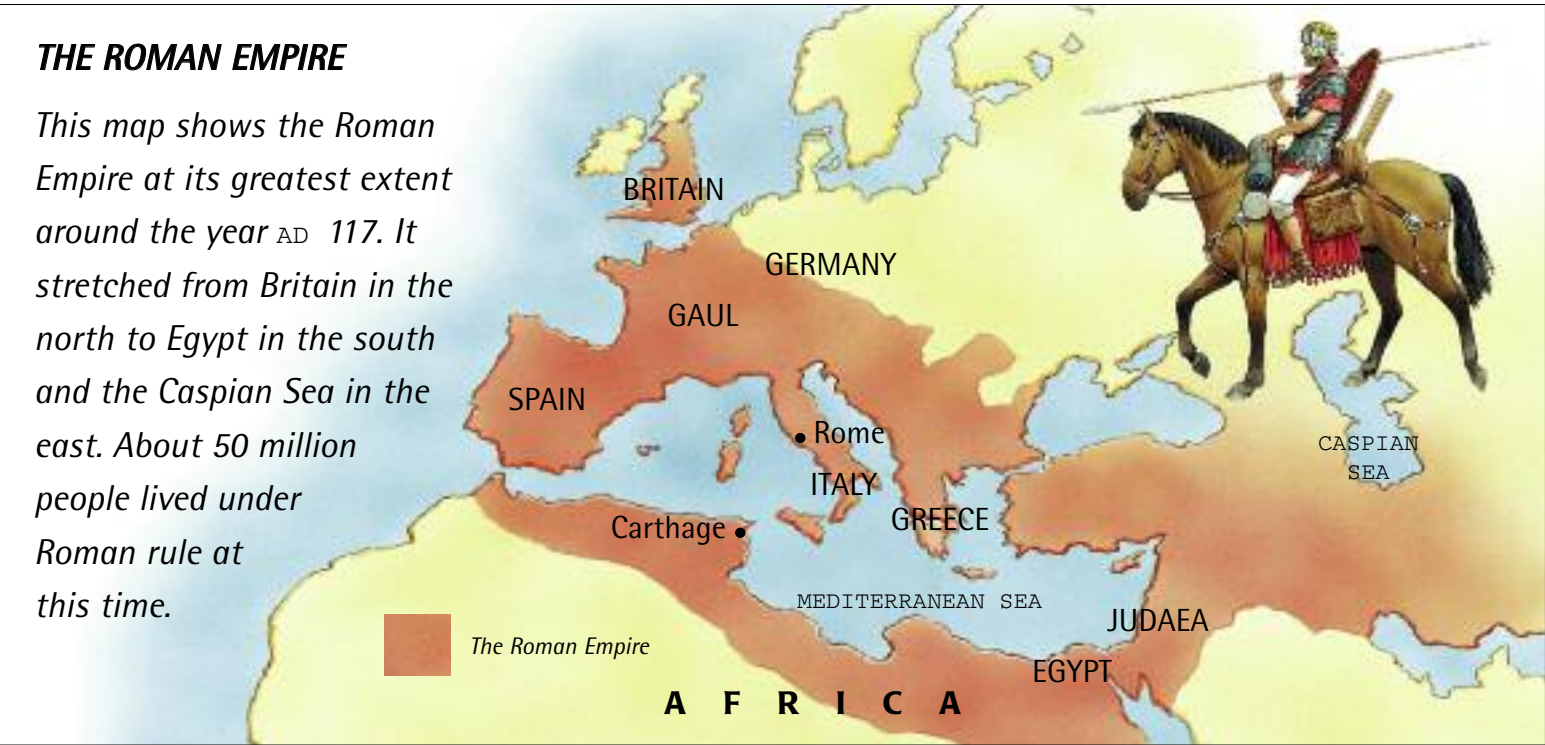 THE ROMAN EMPIRE
This map shows the Roman
Empire at its greatest extent
around the year AD 117. It
stretched from Britain in the
north to Egypt in the south
and the Caspian Sea in the
east. About 50 million
people lived under
Roman rule at
this time.
BRITAIN
GERMANY
GAUL
SPAIN
Rome
CASPIAN
SEA
ITALY
GREECE
Carthage
MEDITERRANEAN SEA
JUDAEA
The Roman Empire
EGYPT
AFRICA